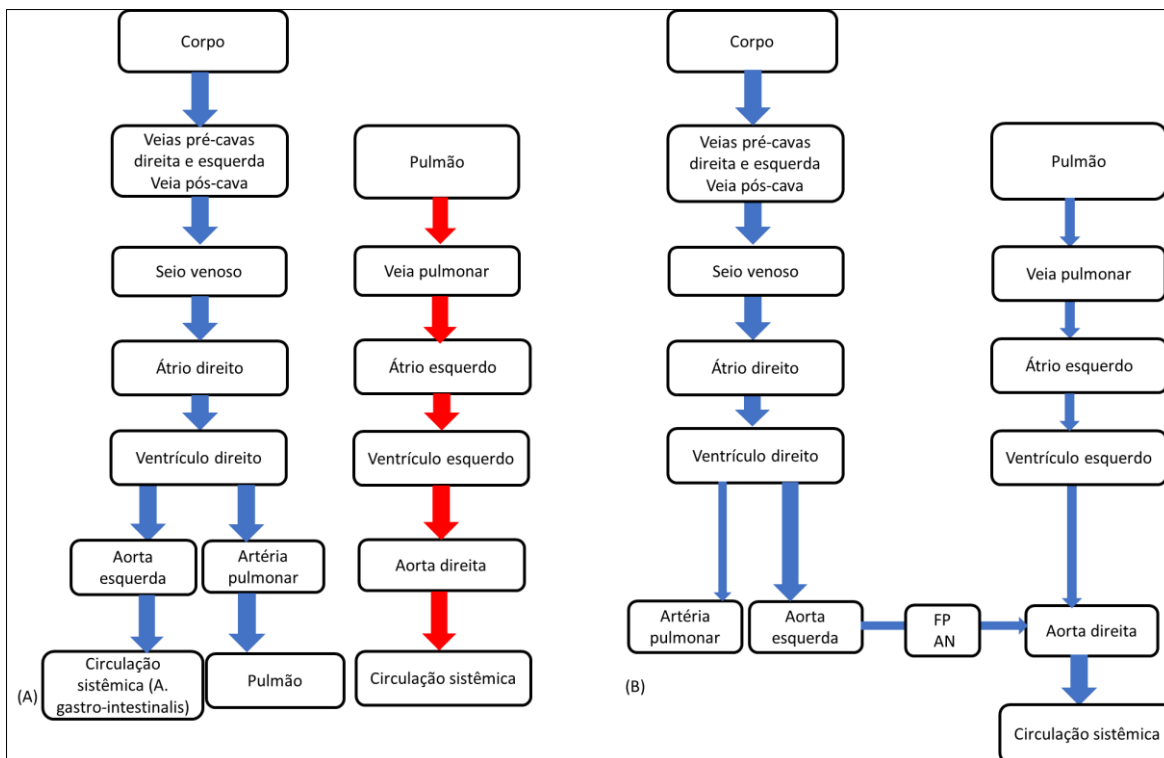 Corpo
Veias pré-cavas
direita e esquerda
Veia pós-cava
Seio venoso
Átrio direito
Ventrículo direito
Aorta
esquerda
Artéria
pulmonar
Circulação
sistêmica (A.
gastro-intestinalis)
Pulmão
Pulmão
Veia pulmonar
Átrio esquerdo
Ventrículo esquerdo
Aorta direita
Circulação sistêmica
(A)
Corpo
Veias pré-cavas
direita e esquerda
Veia pós-cava
Seio venoso
Átrio direito
Ventrículo direito
Artéria
pulmonar
Aorta
esquerda
FP
AN
Pulmão
Veia pulmonar
Átrio esquerdo
Ventrículo esquerdo
Aorta direita
Circulação sistêmica
(B)